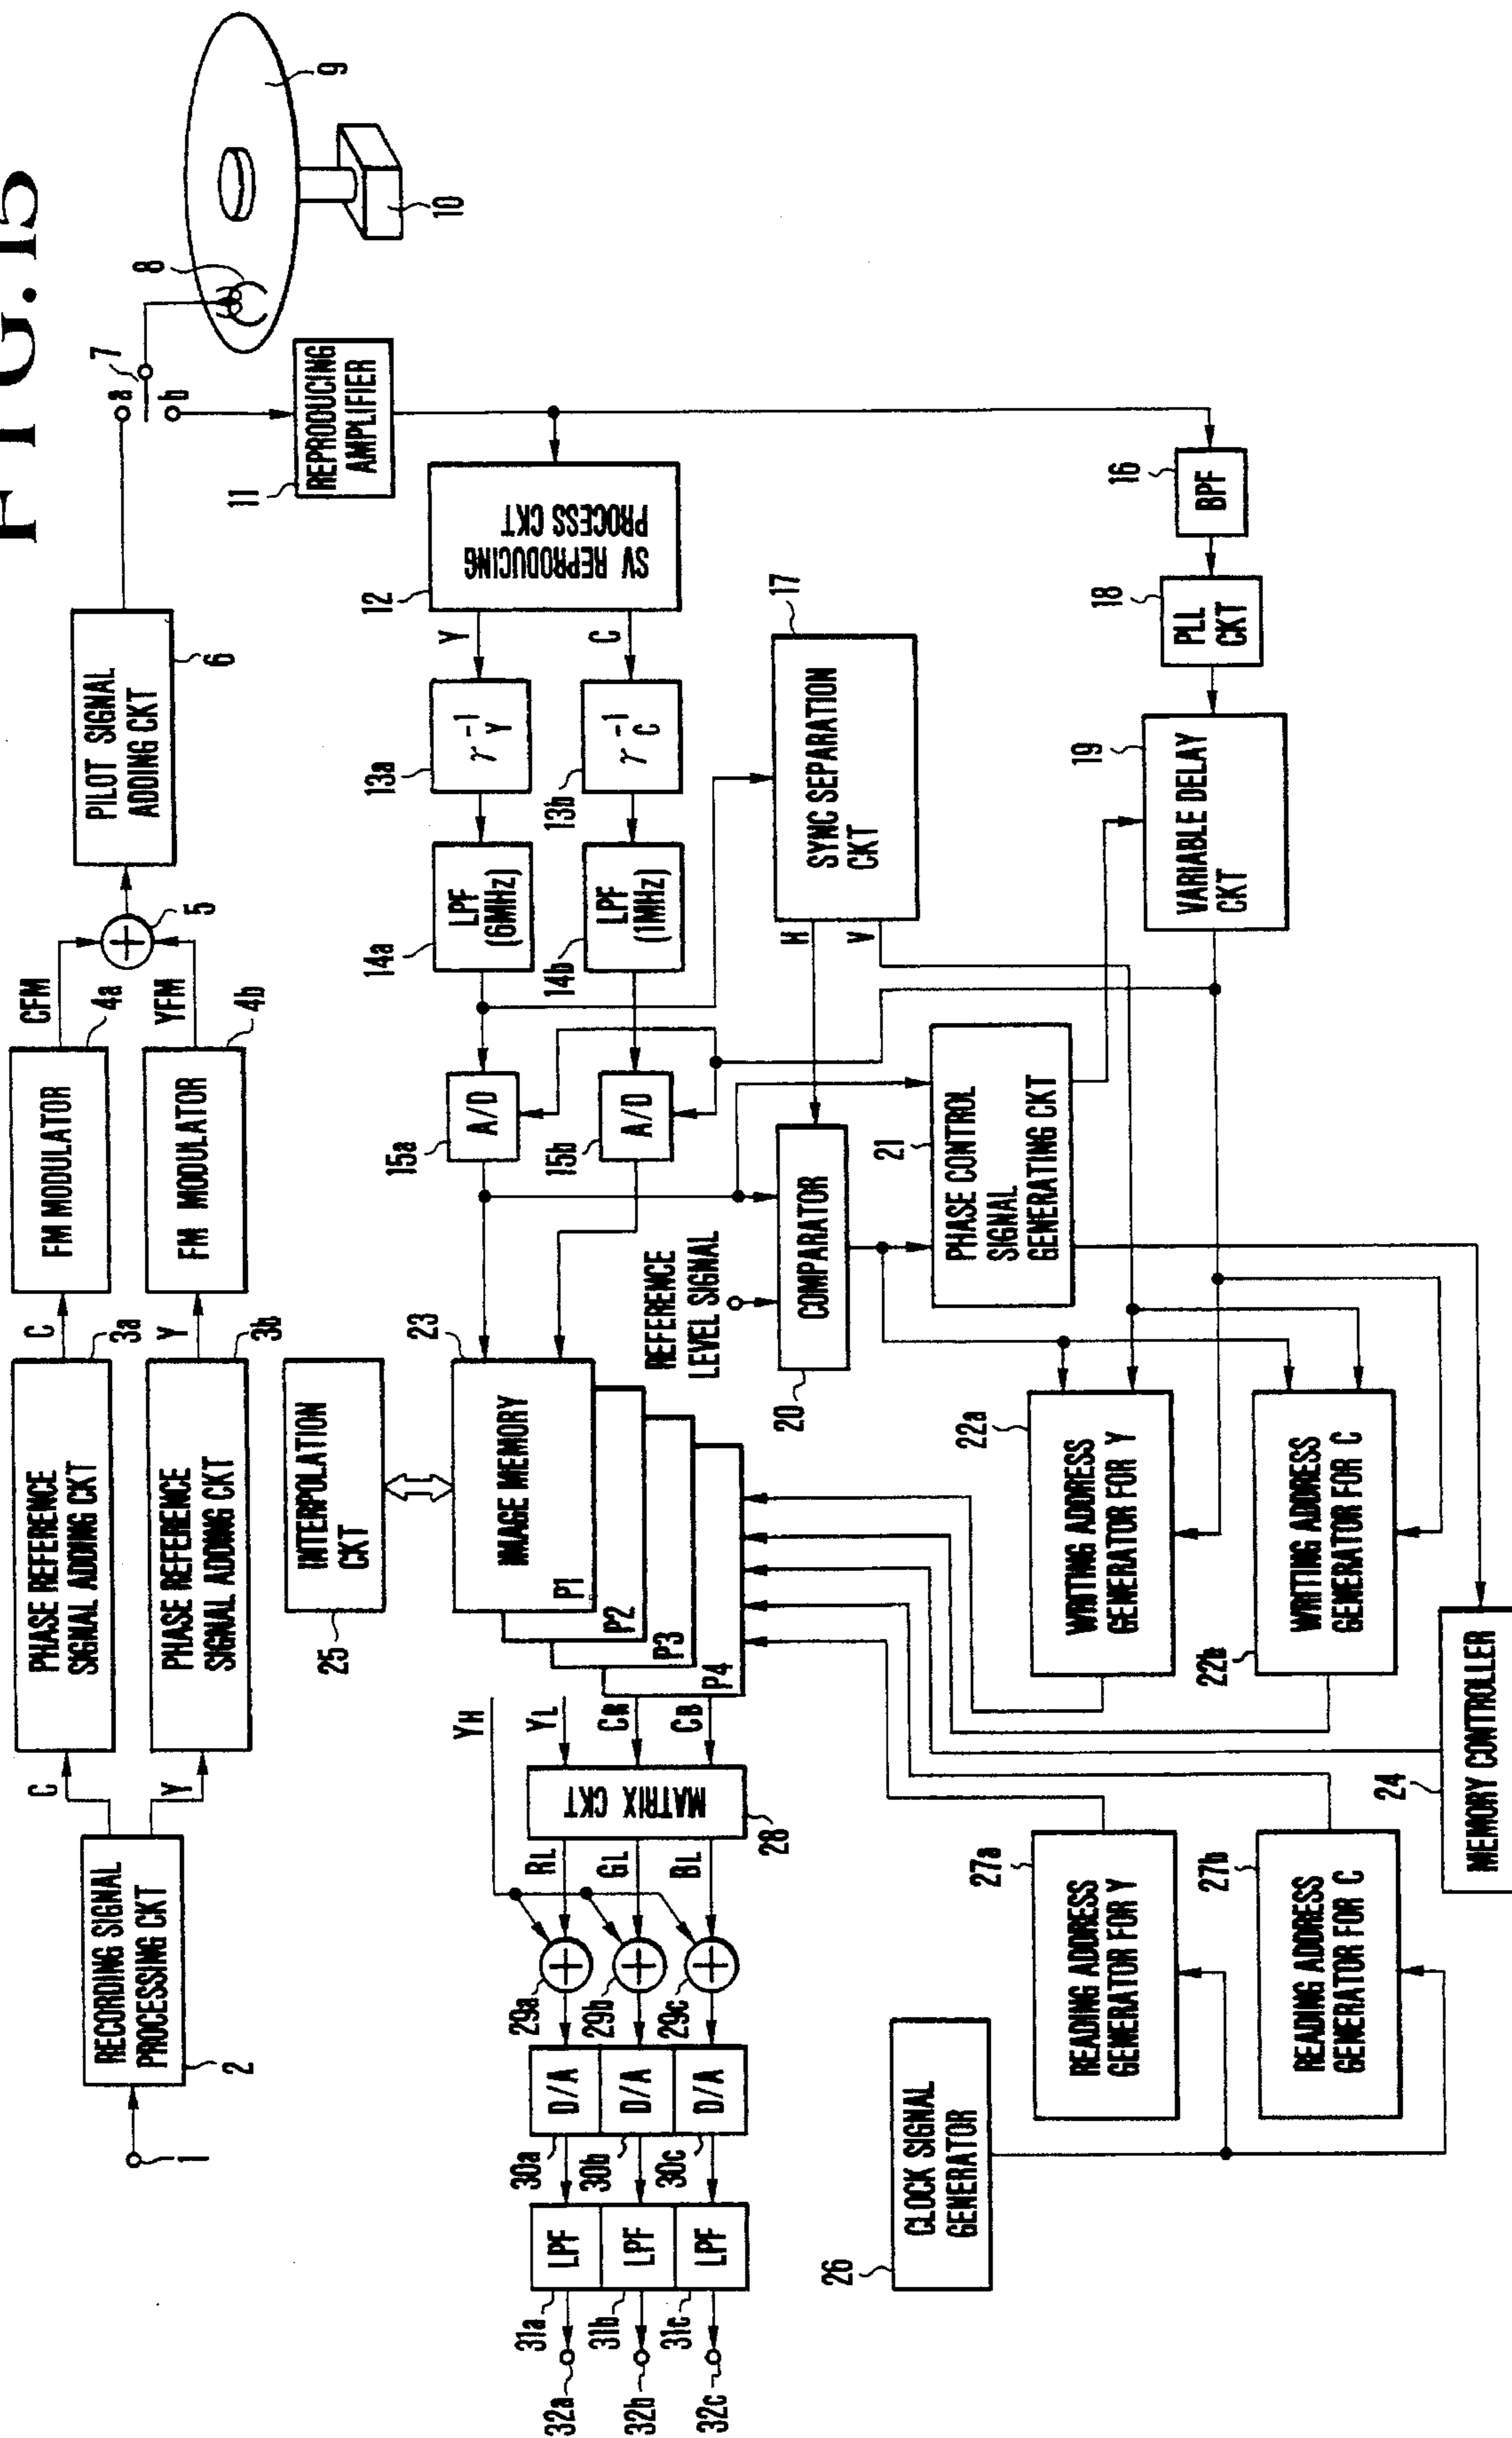 FIG. 15
1
RECORDING SIGNAL
PROCESSING CKT
2
C
Y
PHASE REFERENCE
SIGNAL ADDING CKT
3a
PHASE REFERENCE
SIGNAL ADDING CKT
3b
C
Y
FM MODULATOR
4a
FM MODULATOR
4b
CFM
YFM
5
PILOT SIGNAL
ADDING CKT
6
7
a
b
8
9
10
11
REPRODUCING
AMPLIFIER
12
SV REPRODUCING
PROCESS CKT
Y
C
13a
γ-1Y
13b
γ-1C
14a
LPF
(6MHz)
14b
LPF
(1MHz)
15a
A/D
15b
A/D
16
BPF
18
PLL
CKT
19
VARIABLE DELAY
CKT
17
SYNC SEPARATION
CKT
H
V
REFERENCE
LEVEL SIGNAL
20
COMPARATOR
21
PHASE CONTROL
SIGNAL
GENERATING CKT
22a
WRITING ADDRESS
GENERATOR FOR Y
22b
WRITING ADDRESS
GENERATOR FOR C
23
IMAGE MEMORY
P1
P2
P3
P4
24
MEMORY CONTROLLER
25
INTERPOLATION
CKT
26
CLOCK SIGNAL
GENERATOR
27a
READING ADDRESS
GENERATOR FOR Y
27b
READING ADDRESS
GENERATOR FOR C
YH
YL
CR
CB
MATRIX CKT
28
RL
GL
BL
29a
29b
29c
D/A
D/A
D/A
30a
30b
30c
LPF
LPF
LPF
31a
31b
31c
32a
32b
32c